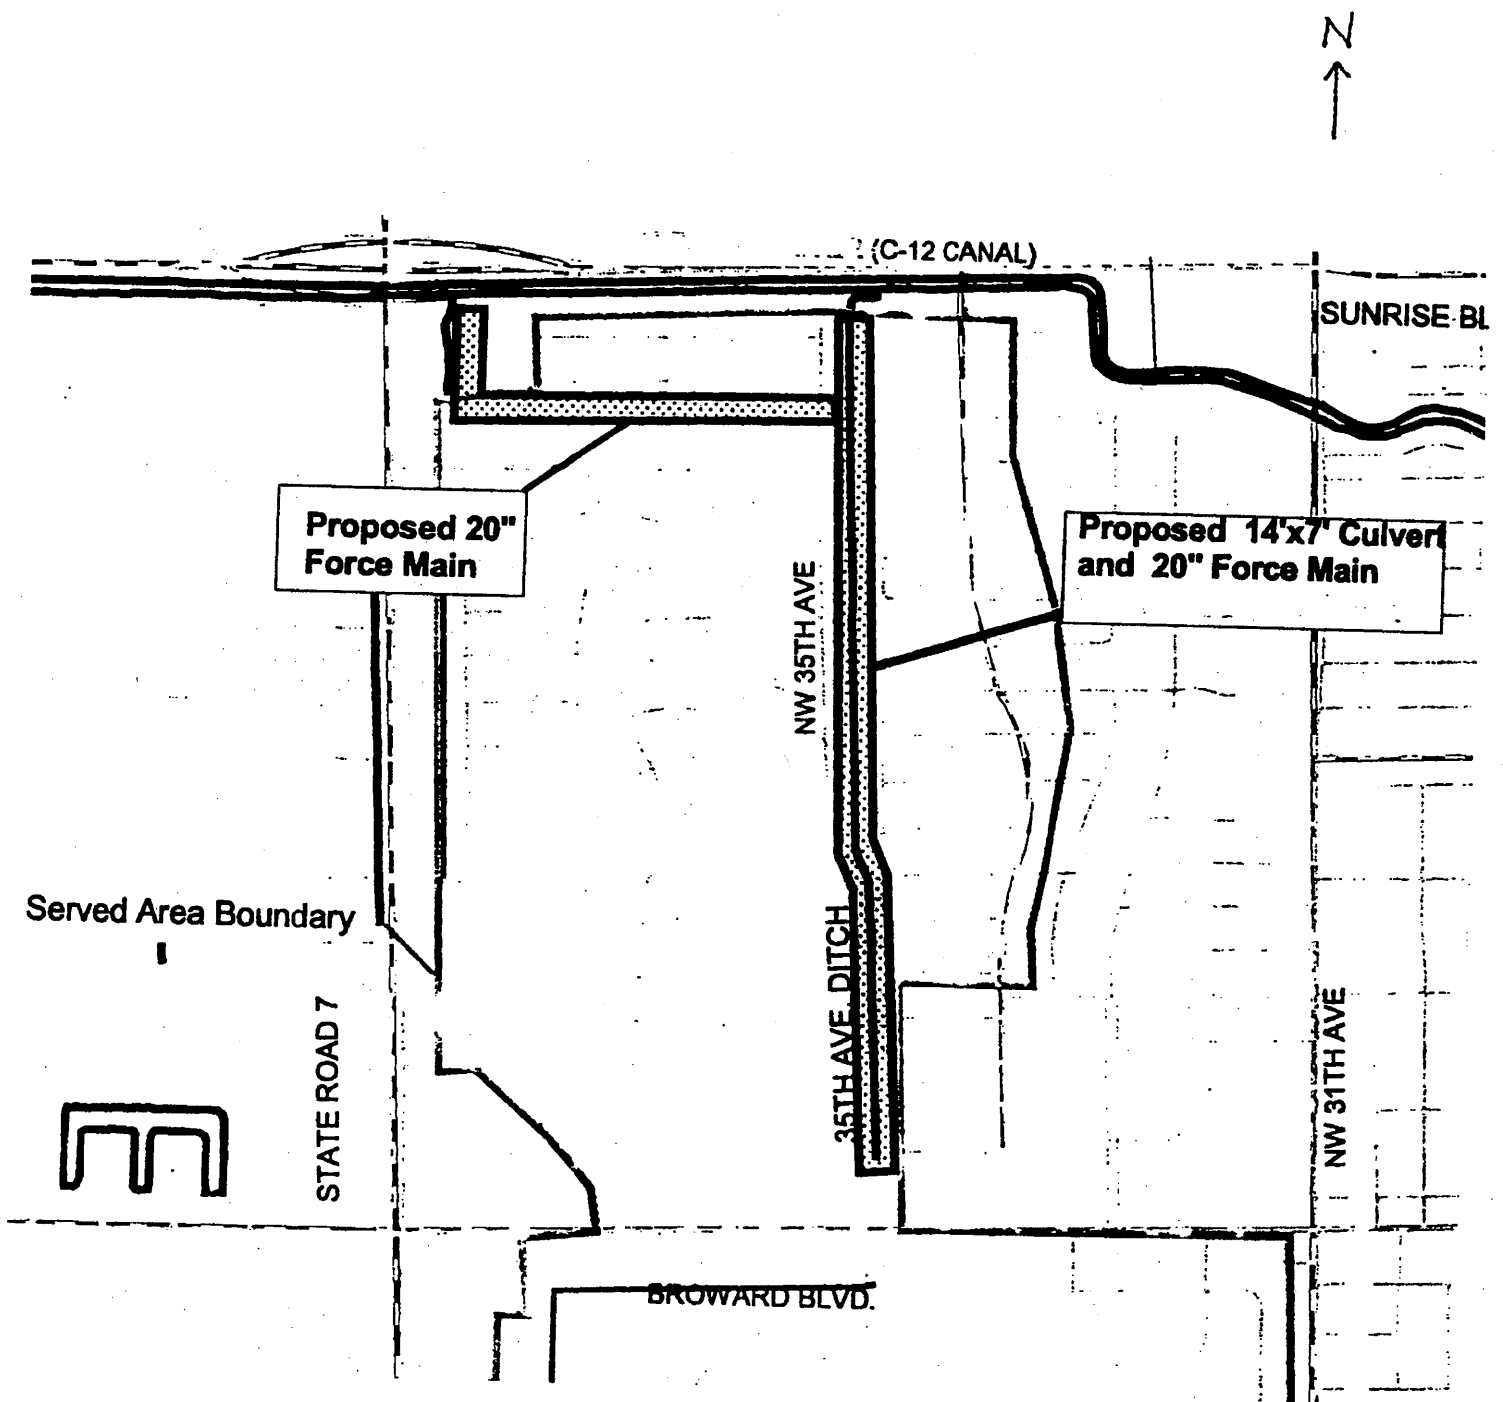 N
(C-12 CANAL)
SUNRISE BL
Proposed 20"
Force Main
Proposed 14'x7' Culvert
and 20" Force Main
NW 35TH AVE
Served Area Boundary
35TH AVE. DITCH
STATE ROAD 7
NW 31TH AVE
BROWARD BLVD.